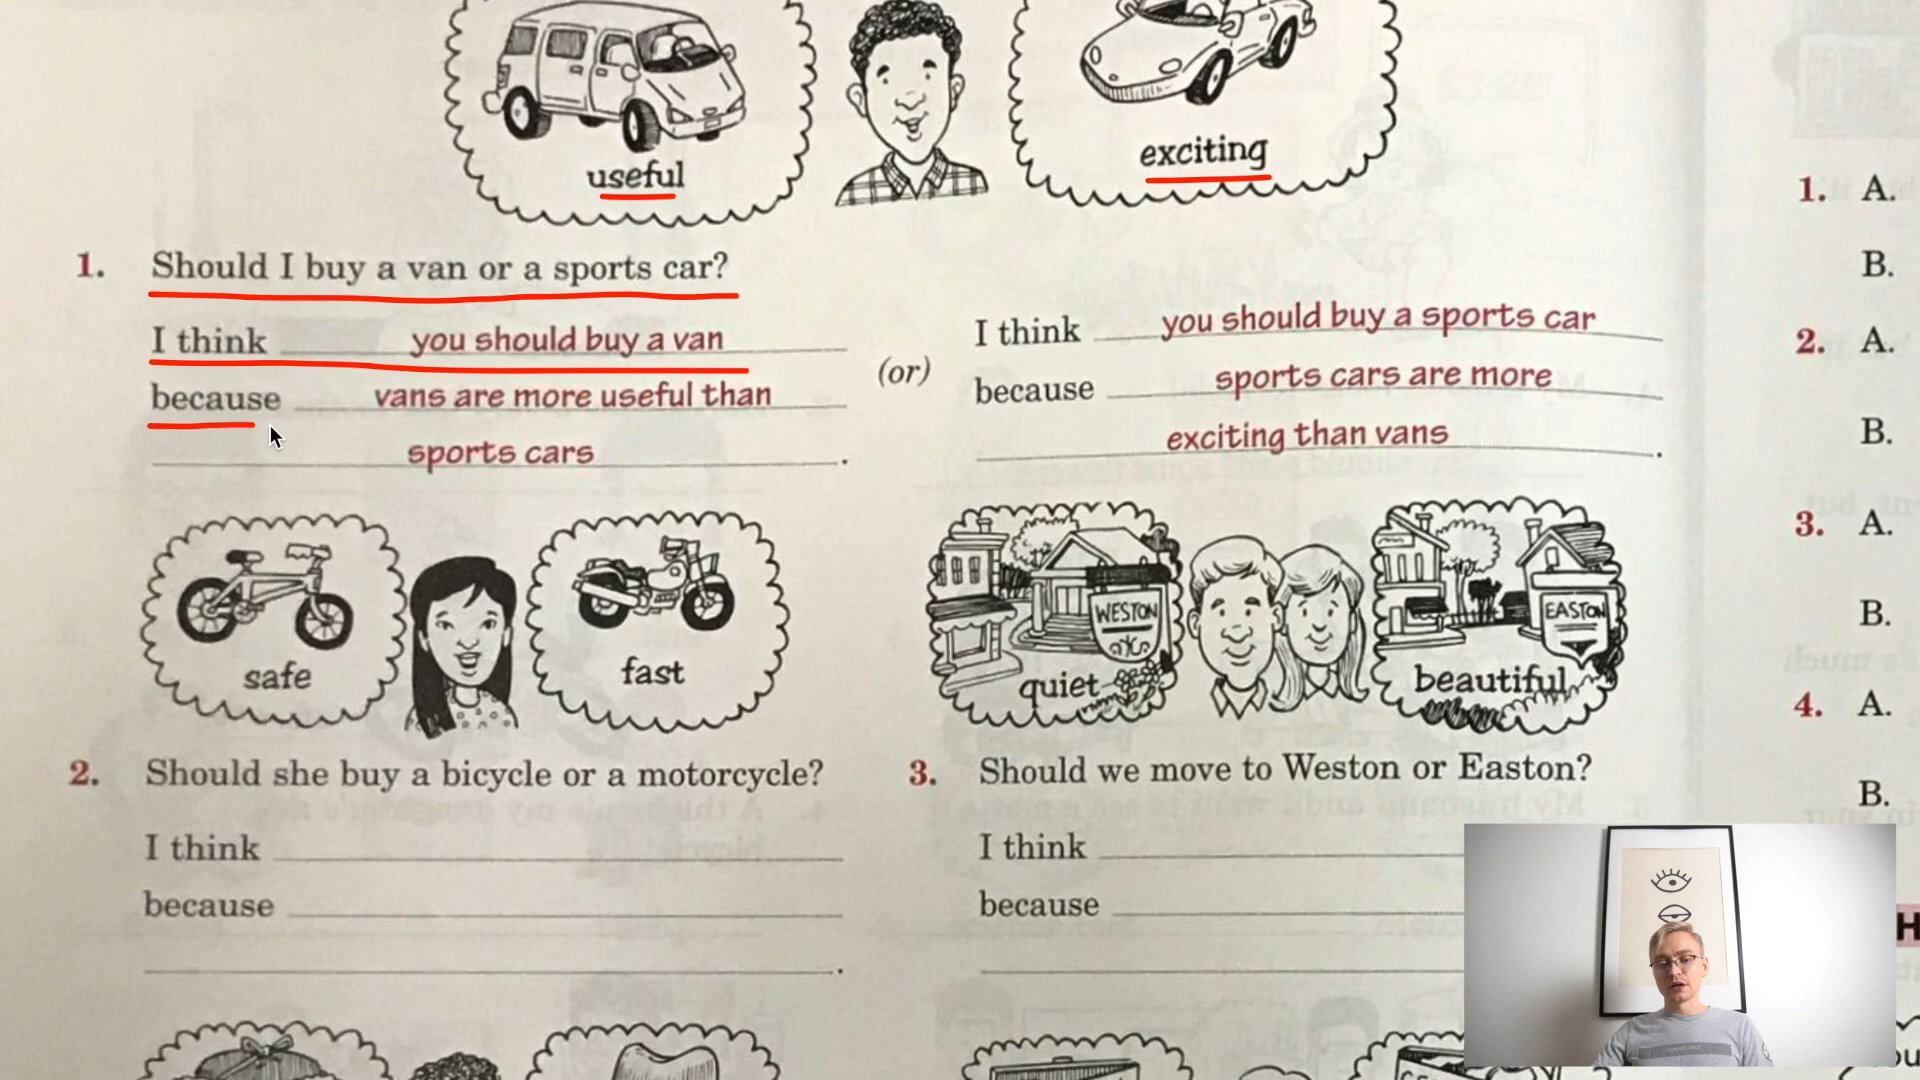 useful
exciting
1. Should I buy a van or a sports car?
I think you should buy a van
because vans are more useful than
sports cars.
(or)
I think you should buy a sports car
because sports cars are more
exciting than vans.
safe
fast
WESTON
quiet
EASTON
beautiful
2. Should she buy a bicycle or a motorcycle?
I think
because
.
3. Should we move to Weston or Easton?
I think
because
1. A.
B.
2. A.
B.
3. A.
B.
4. A.
B.
H